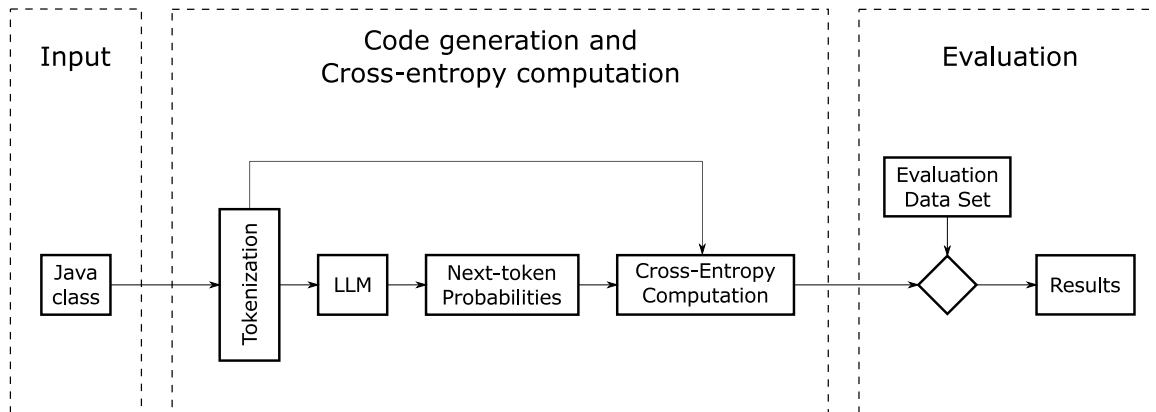 Input
Code generation and
Cross-entropy computation
Evaluation
Java
class
Tokenization
LLM
Next-token
Probabilities
Cross-Entropy
Computation
Evaluation
Data Set
Results